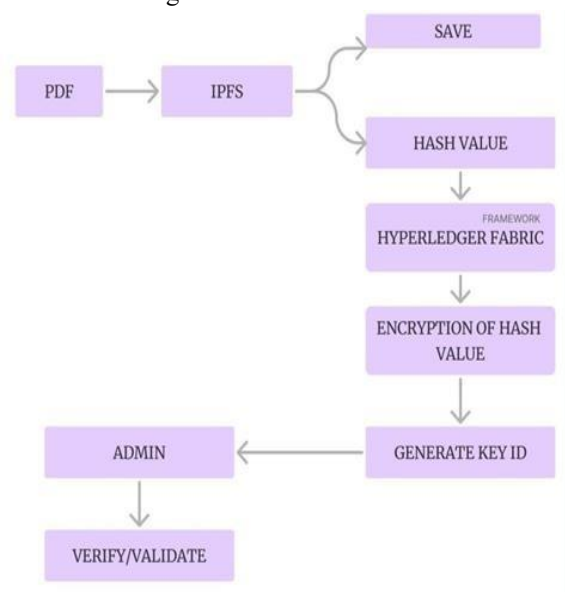 SAVE
PDF
IPFS
HASH VALUE
FRAMEWORK
HYPERLEDGER FABRIC
ENCRYPTION OF HASH
VALUE
ADMIN
GENERATE KEY ID
VERIFY/VALIDATE